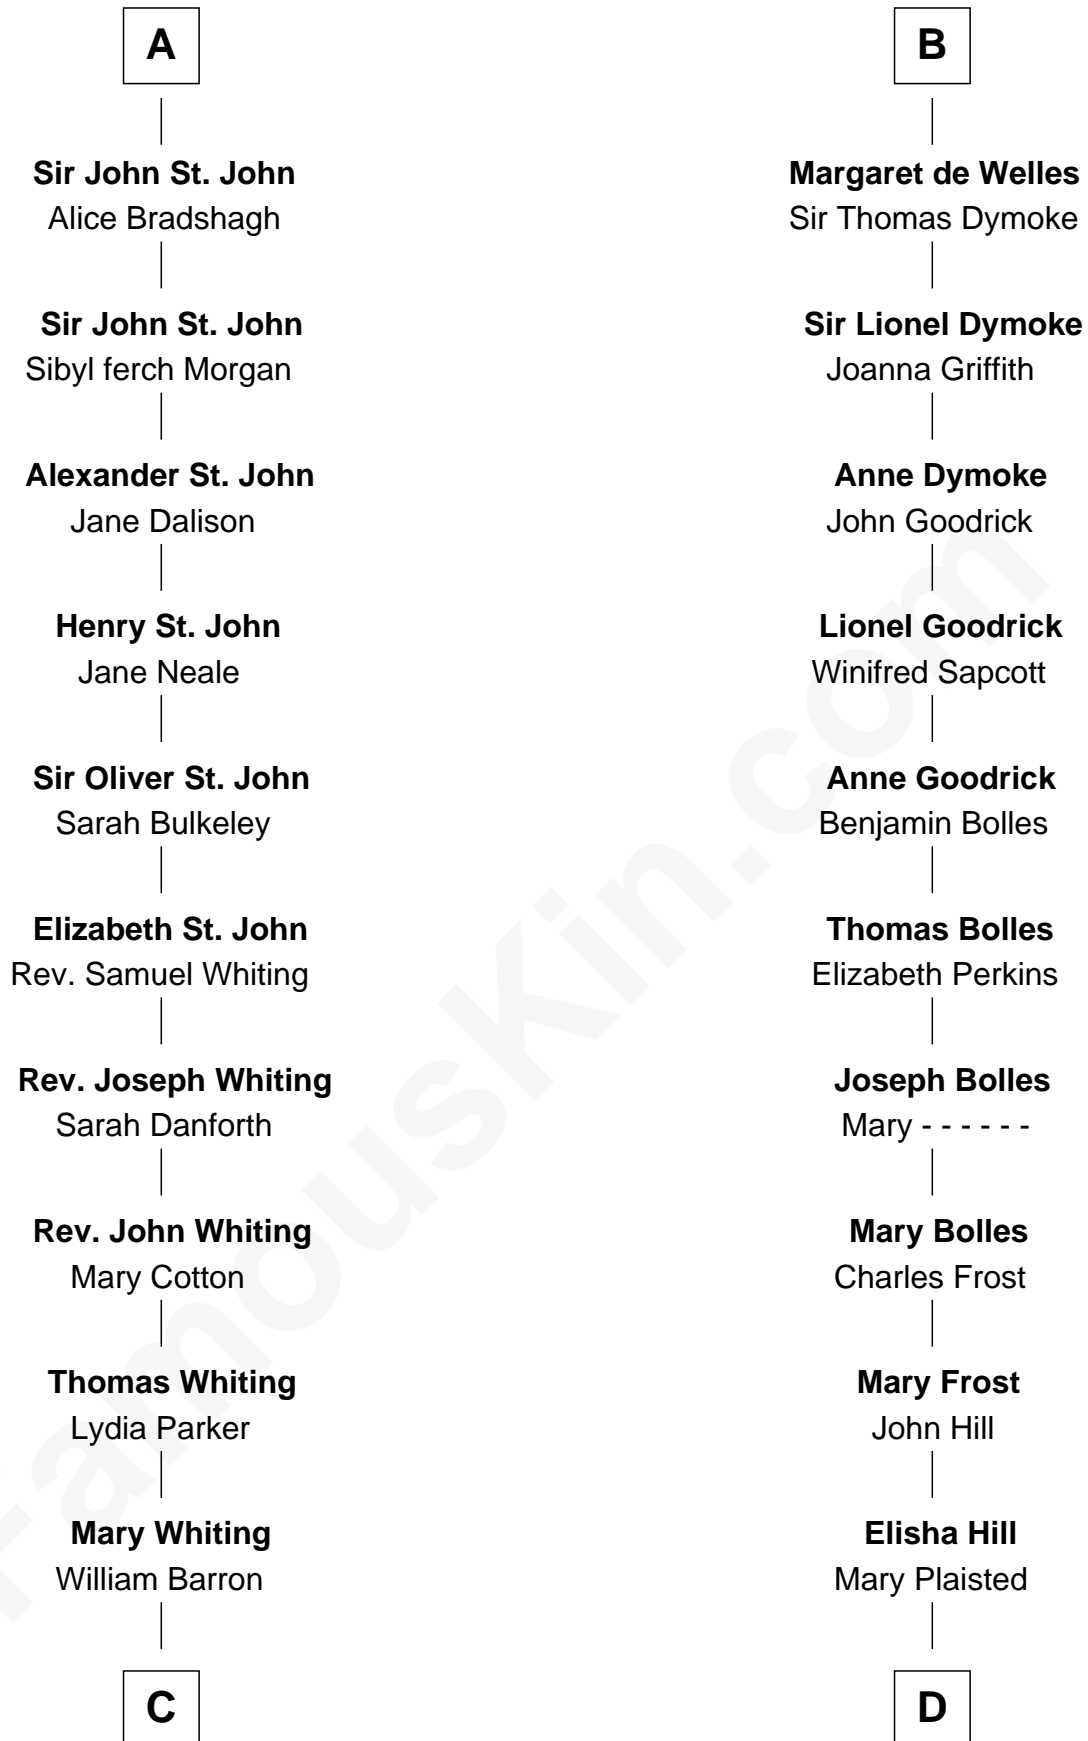 A
Sir John St. John
Alice Bradshagh
Sir John St. John
Sibyl ferch Morgan
Alexander St. John
Jane Dalison
Henry St. John
Jane Neale
Sir Oliver St. John
Sarah Bulkeley
Elizabeth St. John
Rev. Samuel Whiting
Rev. Joseph Whiting
Sarah Danforth
Rev. John Whiting
Mary Cotton
Thomas Whiting
Lydia Parker
Mary Whiting
William Barron
C
B
Margaret de Welles
Sir Thomas Dymoke
Sir Lionel Dymoke
Joanna Griffith
Anne Dymoke
John Goodrick
Lionel Goodrick
Winifred Sapcott
Anne Goodrick
Benjamin Bolles
Thomas Bolles
Elizabeth Perkins
Joseph Bolles
Mary - - - - - -
Mary Bolles
Charles Frost
Mary Frost
John Hill
Elisha Hill
Mary Plaisted
D
FamousKin.com